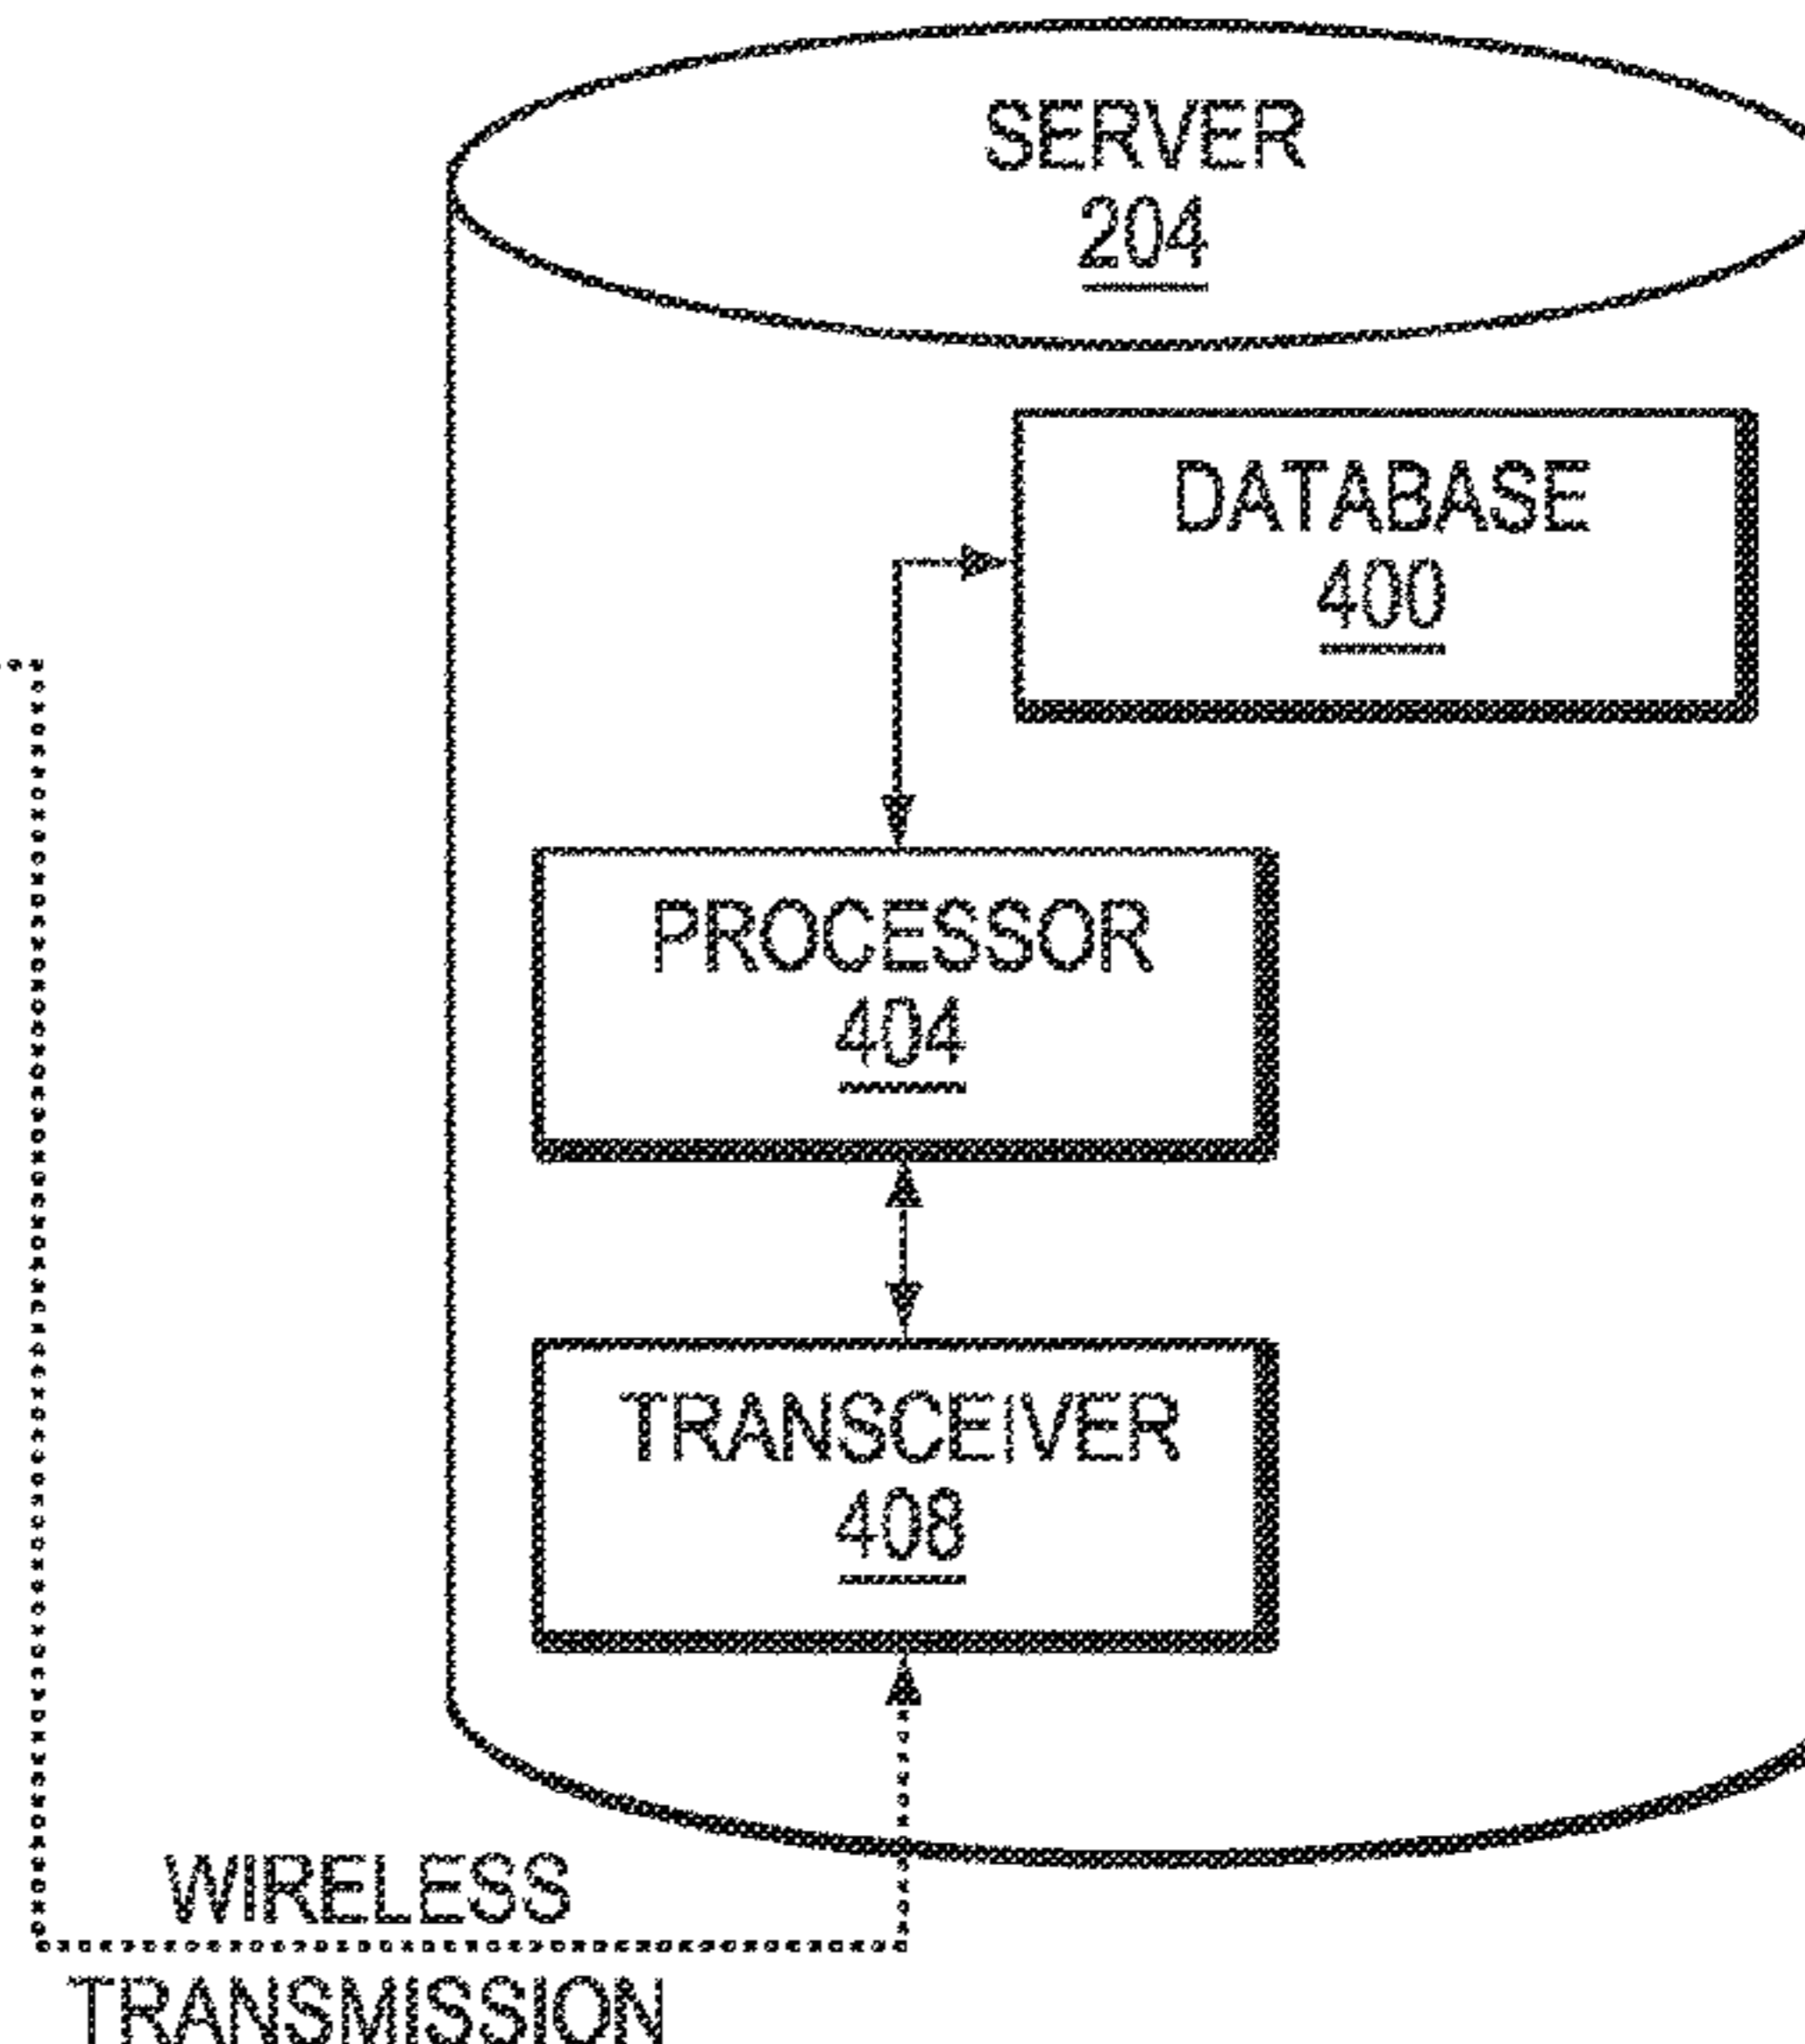 SERVER
204
DATABASE
400
PROCESSOR
404
TRANSCEIVER
408
WIRELESS
TRANSMISSION